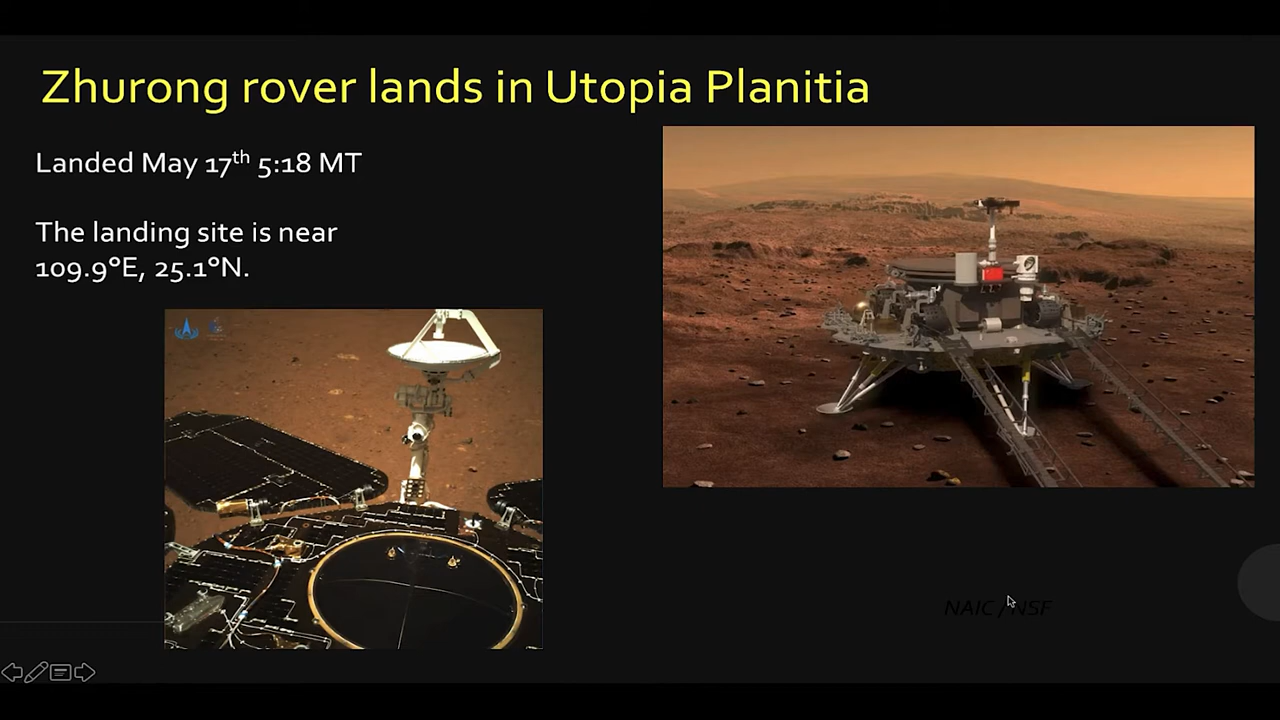 Zhurong rover lands in Utopia Planitia
Landed May 17th 5:18 MT
The landing site is near
109.9°E, 25.1°N.
NAIC / NSF